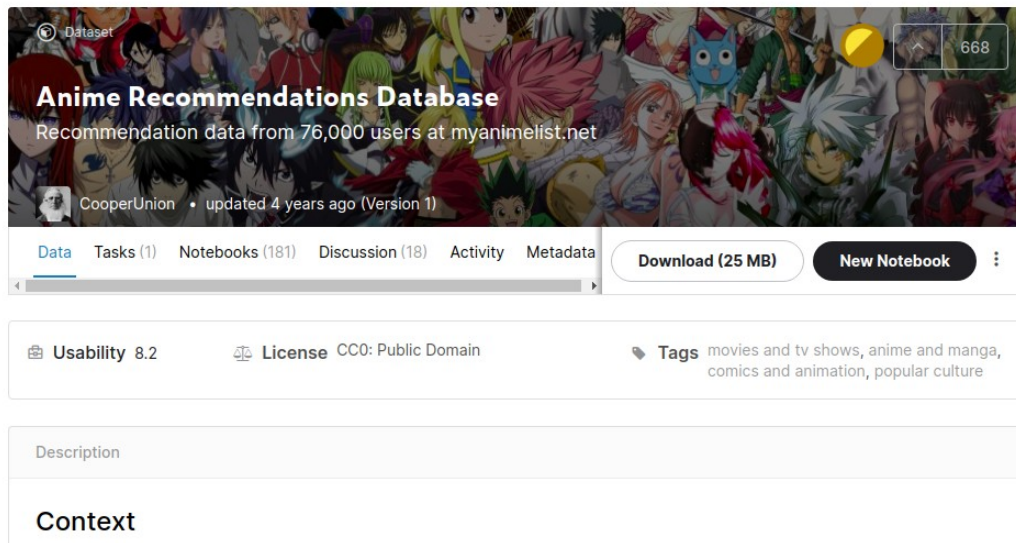 Dataset
668
Anime Recommendations Database
Recommendation data from 76,000 users at myanimelist.net
CooperUnion • updated 4 years ago (Version 1)
Data Tasks (1) Notebooks (181) Discussion (18) Activity Metadata Download (25 MB) New Notebook
Usability 8.2 License CC0: Public Domain Tags movies and tv shows, anime and manga,
comics and animation, popular culture
Description
Context